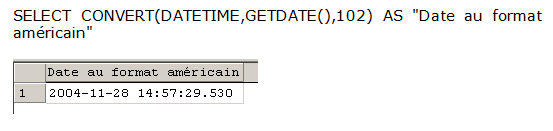 SELECT CONVERT(DATETIME,GETDATE(),102) AS "Date au format
américain"
Date au format américain
1 2004-11-28 14:57:29.530